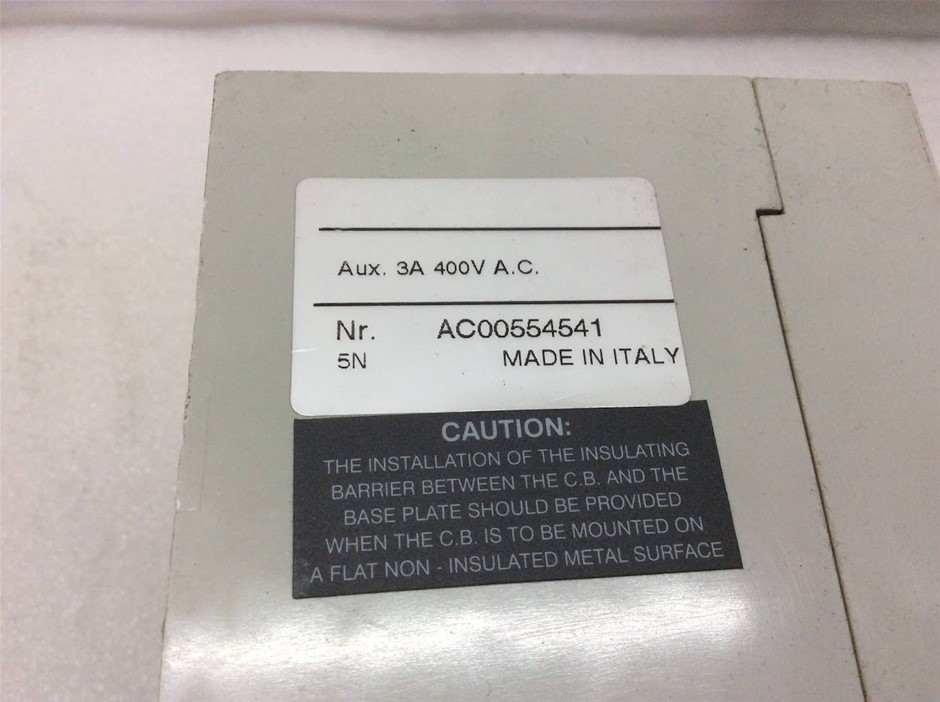 Aux. 3A 400V A.C.
Nr. AC00554541
5N MADE IN ITALY
CAUTION:
THE INSTALLATION OF THE INSULATING
BARRIER BETWEEN THE C.B. AND THE
BASE PLATE SHOULD BE PROVIDED
WHEN THE C.B. IS TO BE MOUNTED ON
A FLAT NON - INSULATED METAL SURFACE